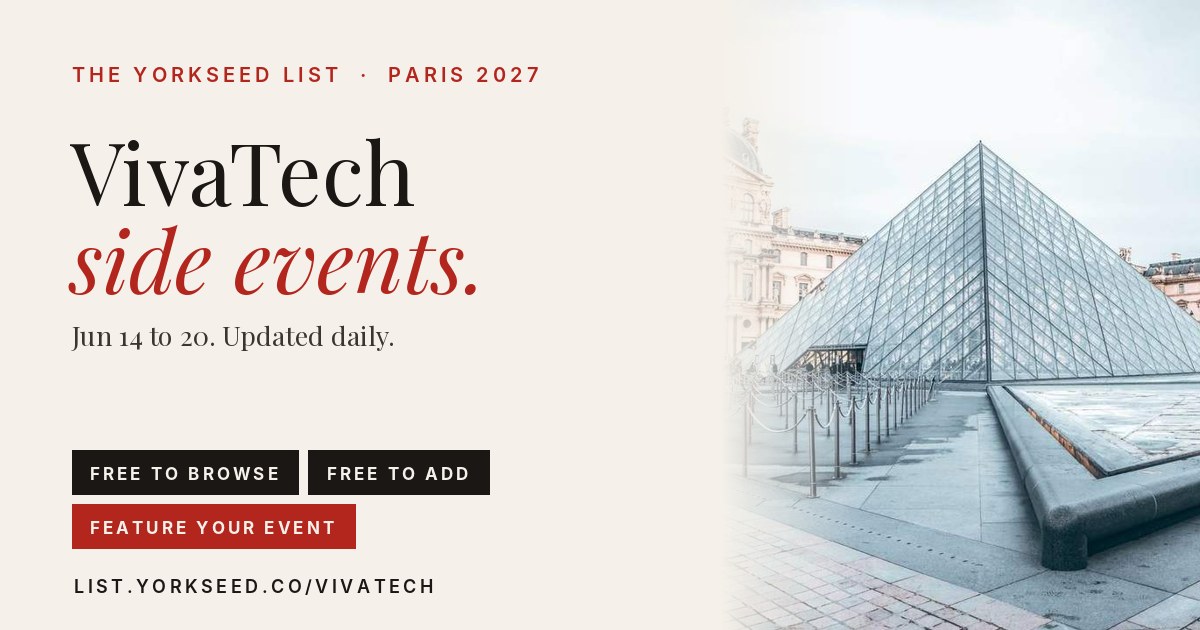 THE YORKSEED LIST · PARIS 2027
VivaTech
side events.
Jun 14 to 20. Updated daily.
FREE TO BROWSE FREE TO ADD
FEATURE YOUR EVENT
LIST.YORKSEED.CO/VIVATECH